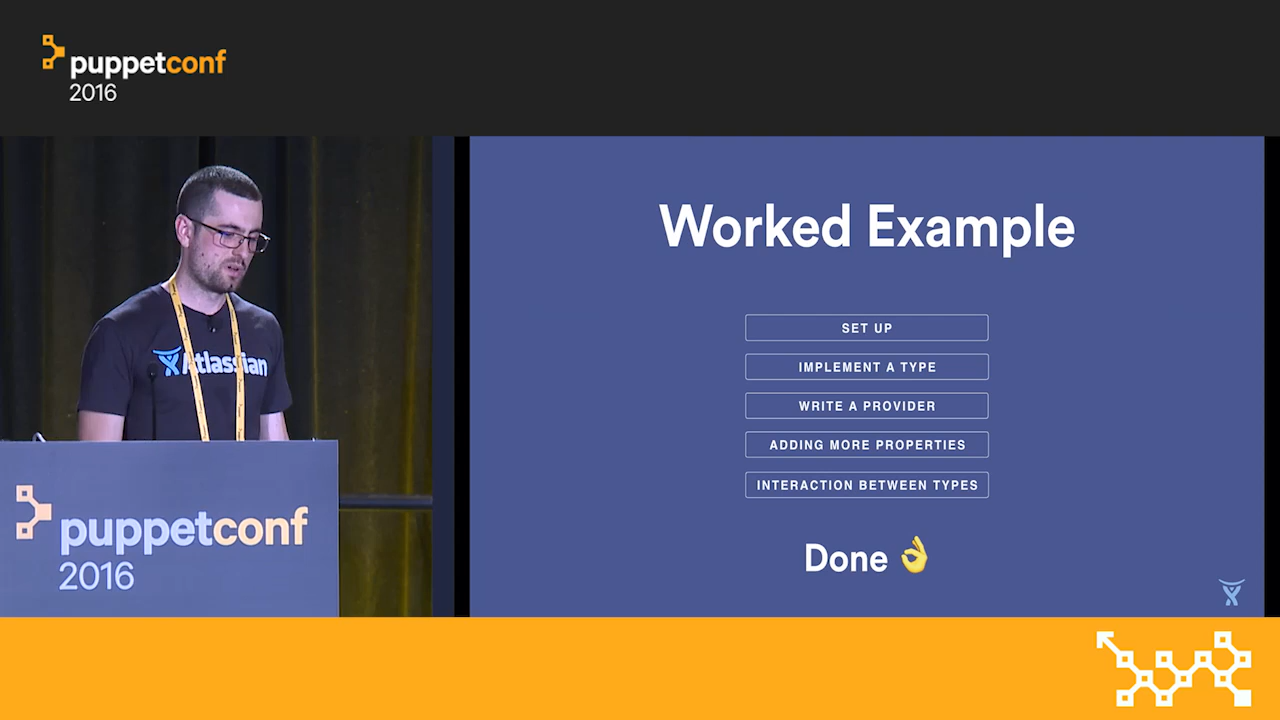 puppetconf
2016
Atlassian
puppetconf
2016
Worked Example
SET UP
IMPLEMENT A TYPE
WRITE A PROVIDER
ADDING MORE PROPERTIES
INTERACTION BETWEEN TYPES
Done 👌